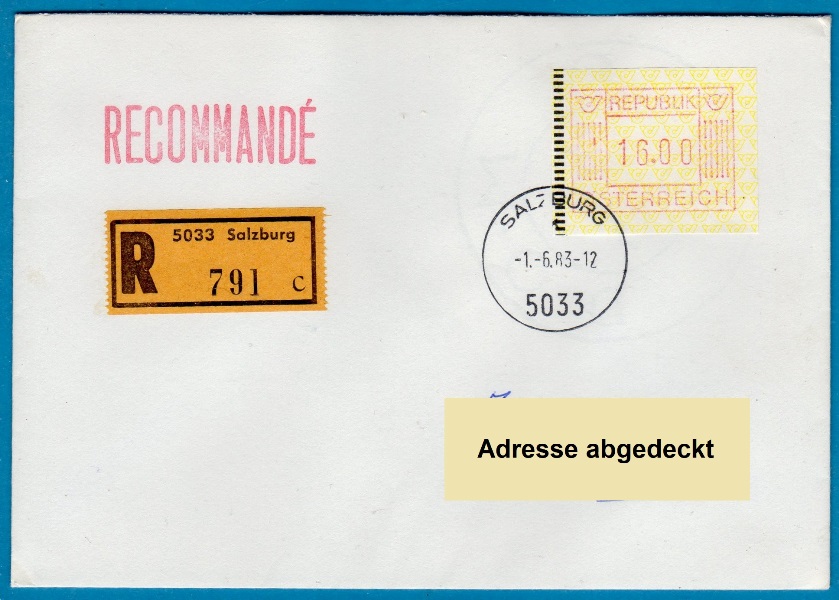 RECOMMANDÉ
REPUBLIK
16.00
ÖSTERREICH
R
5033 Salzburg
791 c
SALZBURG
-1.-6.83-12
5033
Adresse abgedeckt